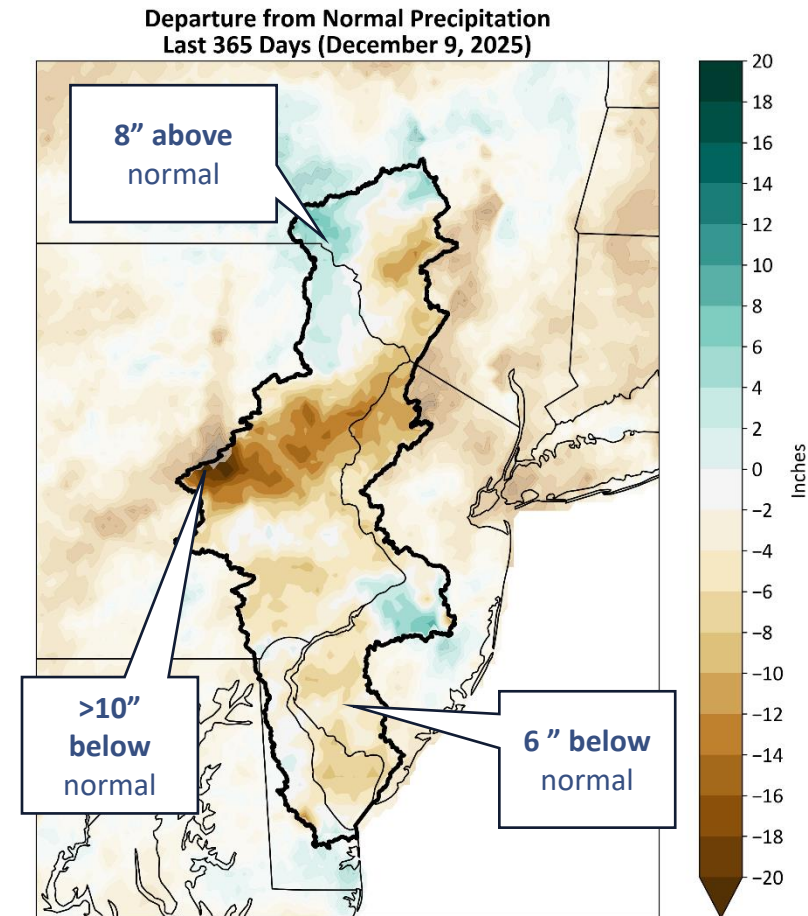 Departure from Normal Precipitation
Last 365 Days (December 9, 2025)
8” above
normal
>10”
below
normal
6 ” below
normal
20
18
16
14
12
10
8
6
4
2
0
−2
−4
−6
−8
−10
−12
−14
−16
−18
−20
Inches